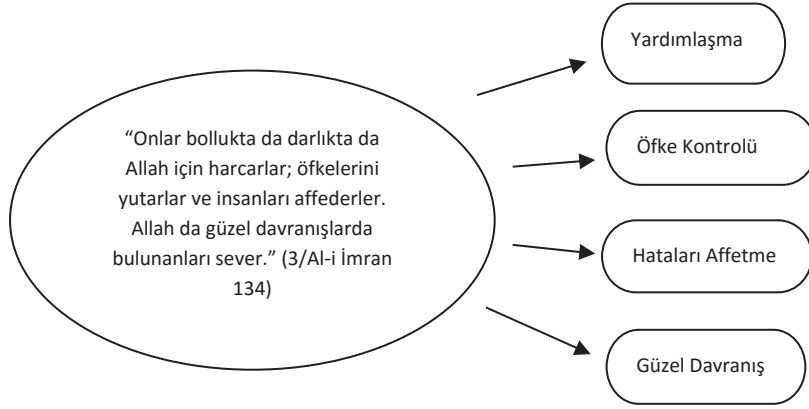 “Onlar bollukta da darlıkta da
Allah için harcarlar; öfkelerini
yutarlar ve insanları affederler.
Allah da güzel davranışlarda
bulunanları sever.” (3/Al-i İmran
134)
Yardımlaşma
Öfke Kontrolü
Hataları Affetme
Güzel Davranış